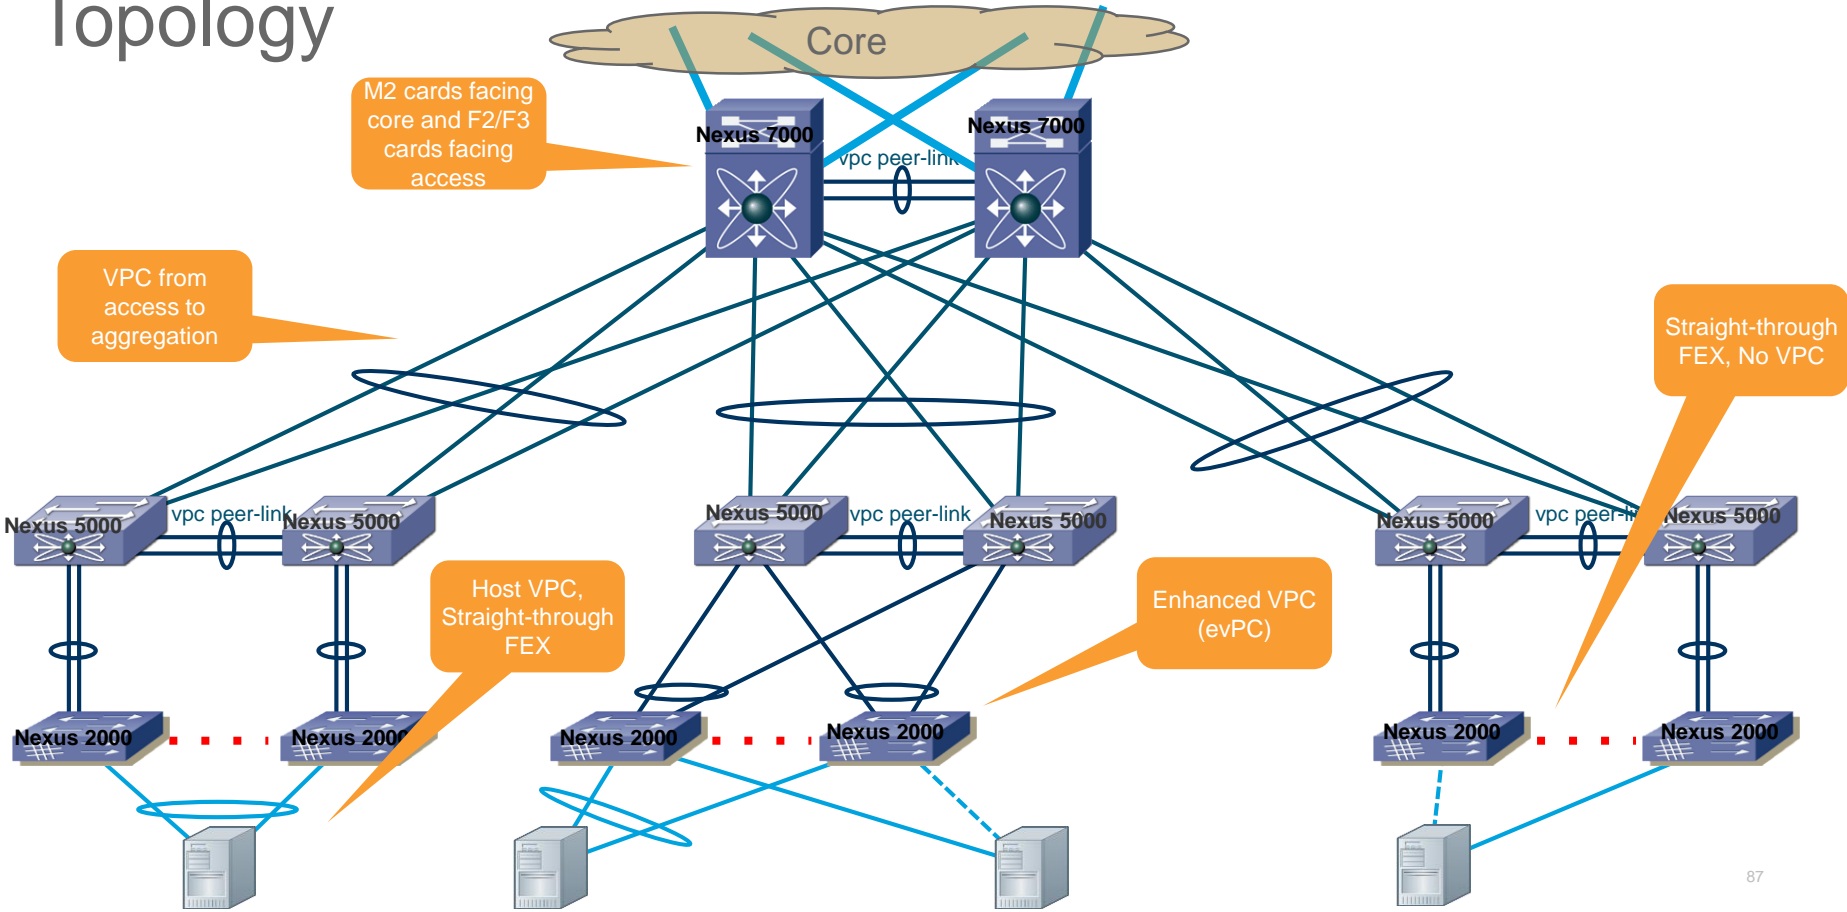 Topology
Core
M2 cards facing
core and F2/F3
cards facing
access
Nexus 7000
Nexus 7000
vpc peer-link
VPC from
access to
aggregation
Straight-through
FEX, No VPC
Nexus 5000
vpc peer-link
Nexus 5000
Nexus 5000
vpc peer-link
Nexus 5000
Nexus 5000
vpc peer-li
Nexus 5000
Host VPC,
Straight-through
FEX
Enhanced VPC
(evPC)
Nexus 2000
Nexus 2000
Nexus 2000
Nexus 2000
Nexus 2000
Nexus 2000
87